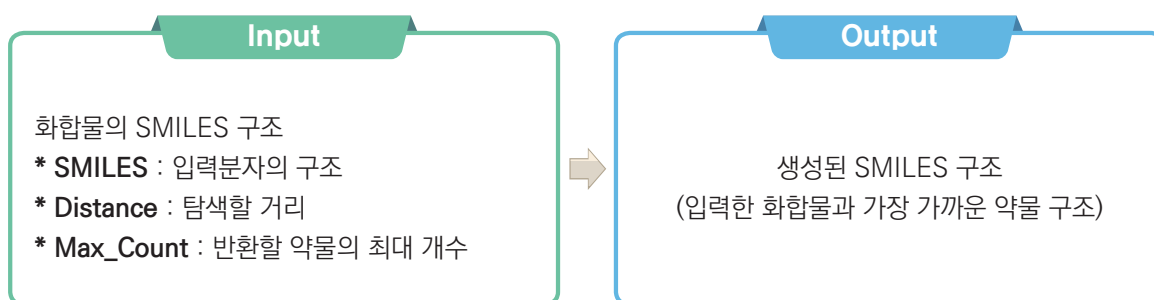 Input
화합물의 SMILES 구조
* SMILES : 입력분자의 구조
* Distance : 탐색할 거리
* Max_Count : 반환할 약물의 최대 개수
Output
생성된 SMILES 구조
(입력한 화합물과 가장 가까운 약물 구조)